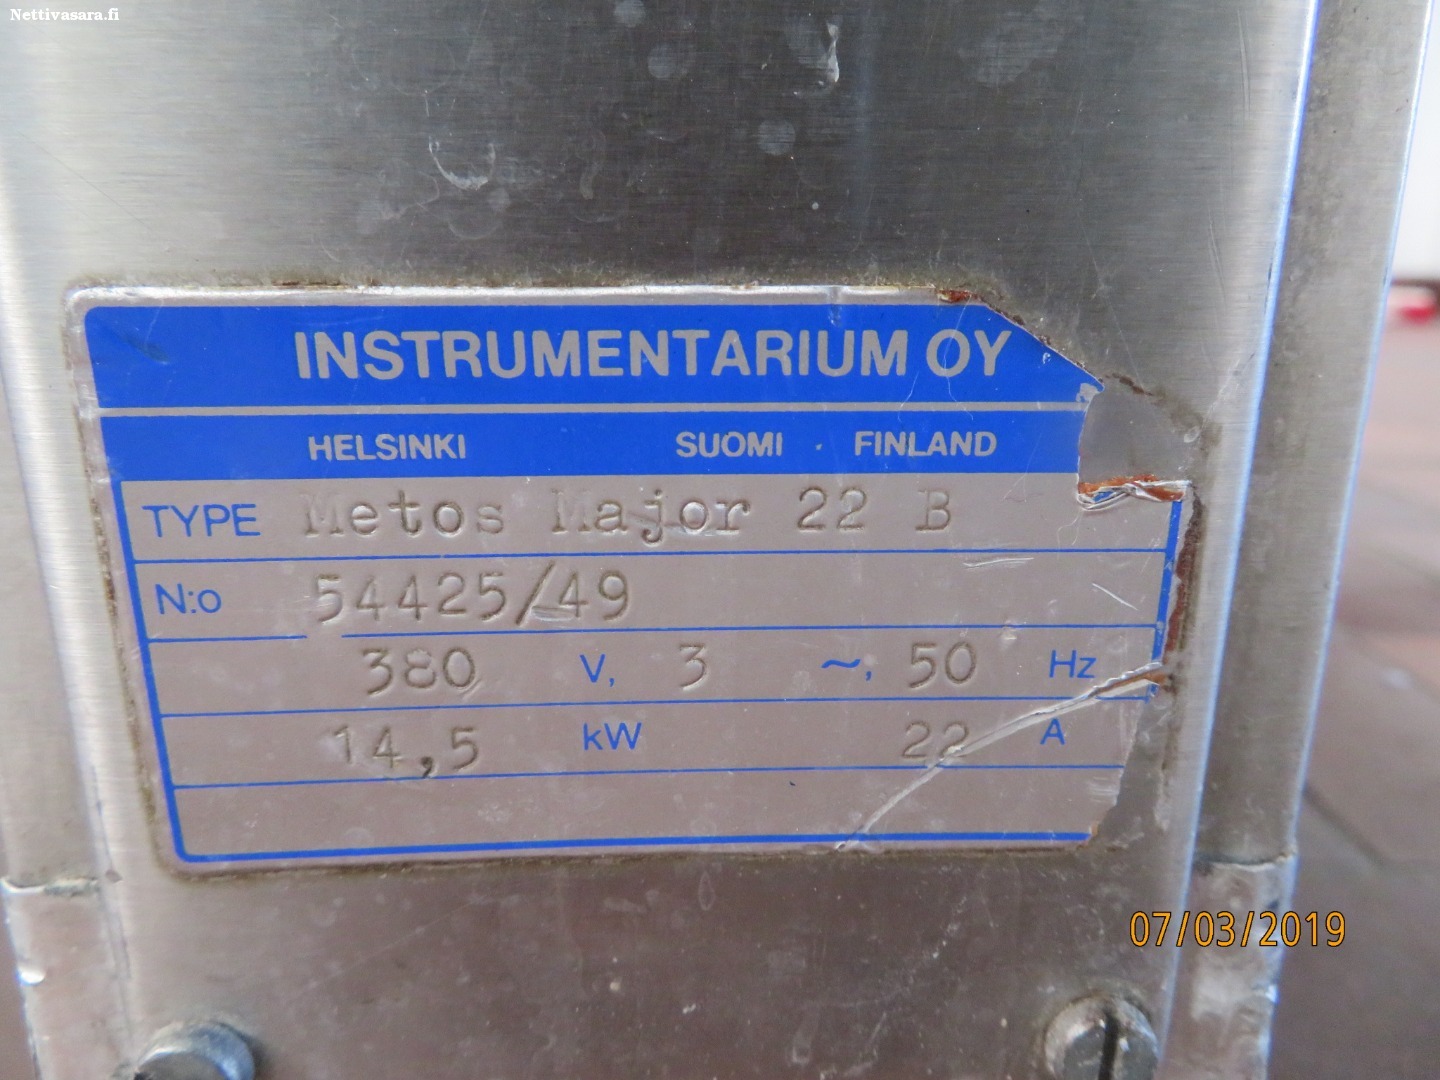 Nettivasara.fi
INSTRUMENTARIUM OY
HELSINKI SUOMI · FINLAND
TYPE Metos Major 22 B
N:o 54425/49
380 V, 3 ~, 50 Hz
14,5 kW 22 A
07/03/2019